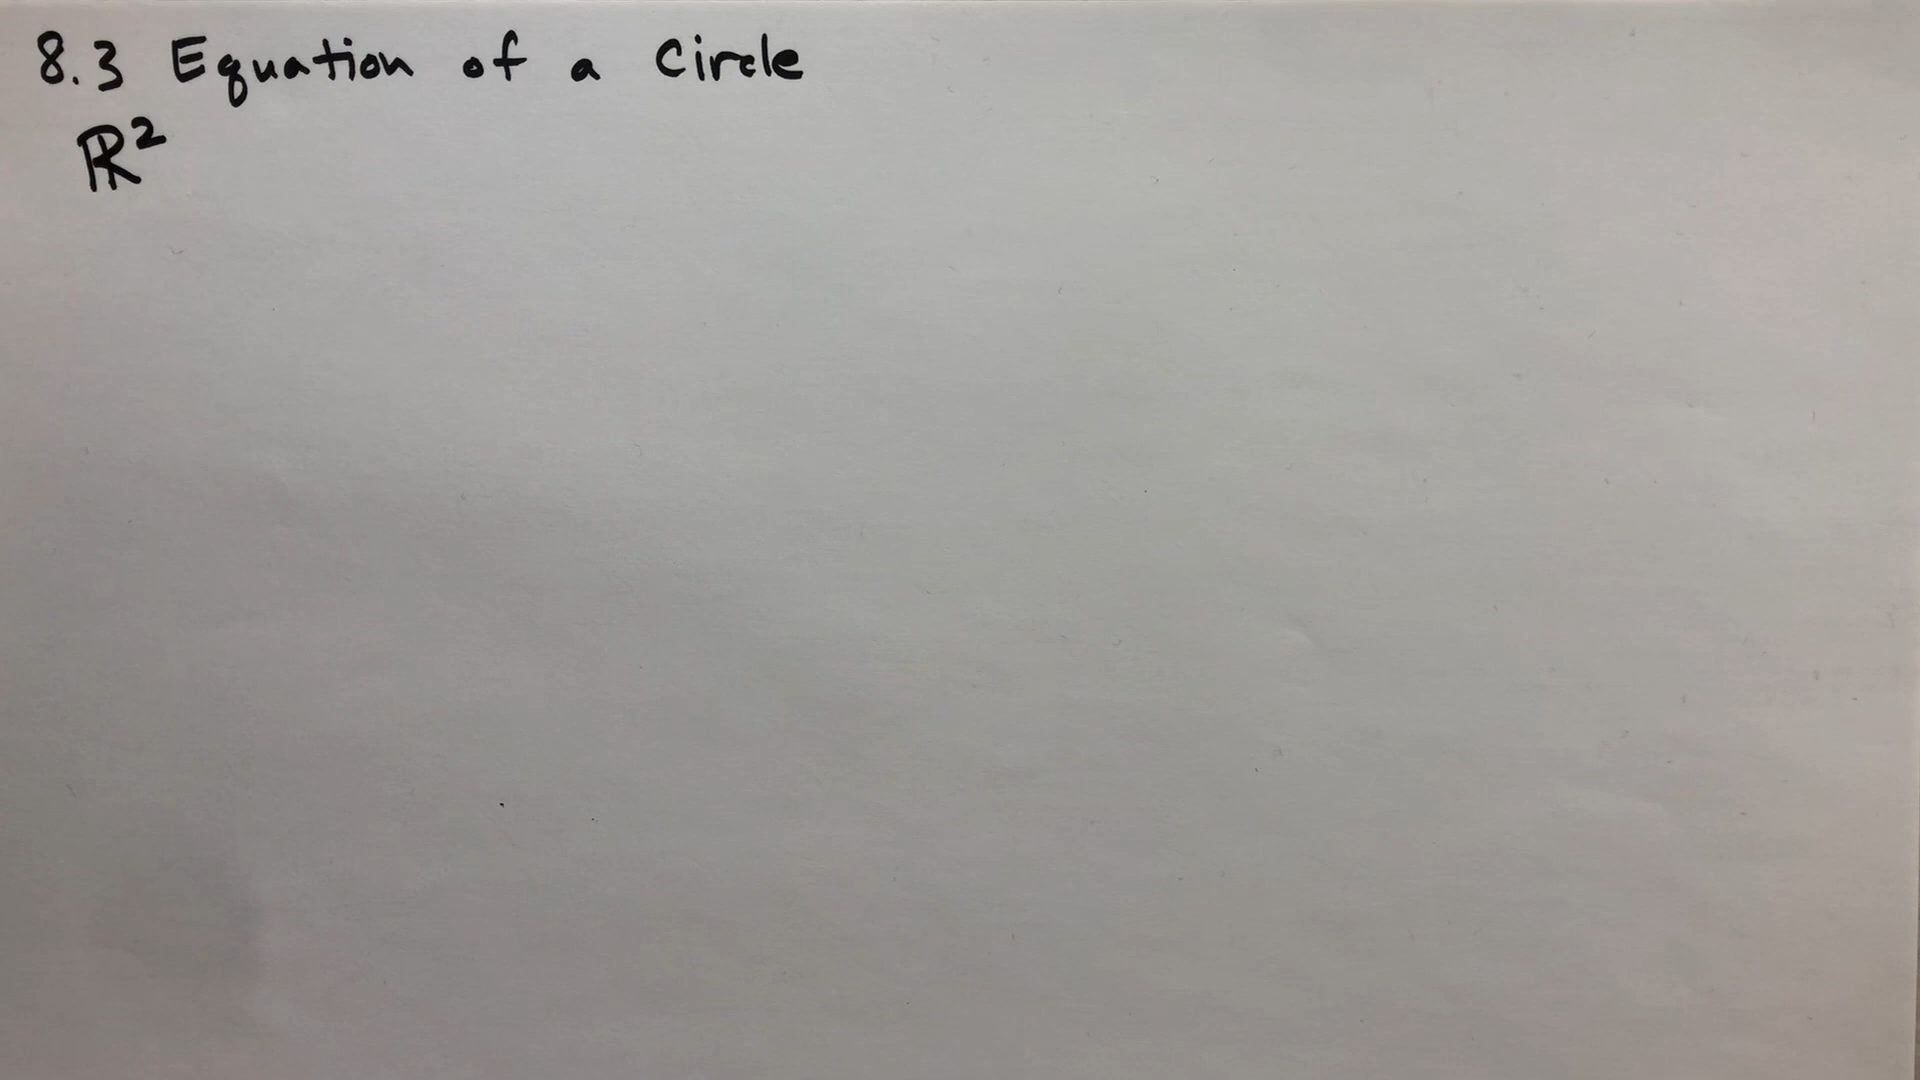 8.3 Equation of a Circle
ℝ²